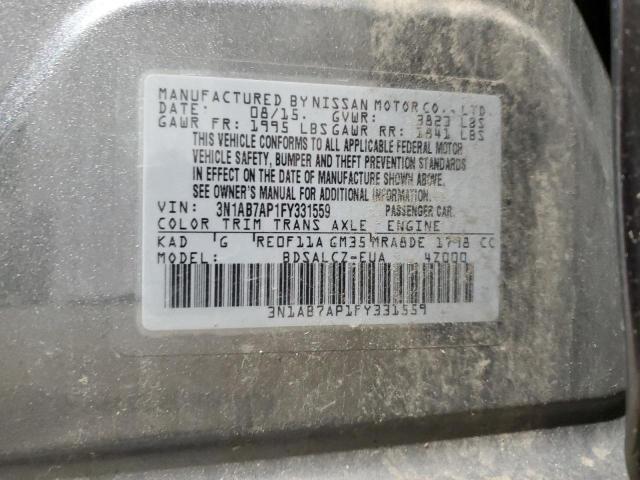 MANUFACTURED BY NISSAN MOTOR CO., LTD.
DATE: 08/15. GVWR: 3823 LBS
GAWR FR: 1995 LBS GAWR RR: 1841 LBS
THIS VEHICLE CONFORMS TO ALL APPLICABLE FEDERAL MOTOR
VEHICLE SAFETY, BUMPER AND THEFT PREVENTION STANDARDS
IN EFFECT ON THE DATE OF MANUFACTURE SHOWN ABOVE.
SEE OWNER'S MANUAL FOR ADDITIONAL INFORMATION.
VIN: 3N1AB7AP1FY331559 PASSENGER CAR.
COLOR TRIM TRANS AXLE ENGINE
KAD G RE0F11A GM35 MRA8DE 1798 CC
MODEL: BDSALCZ-EUA 4Z000
3N1AB7AP1FY331559